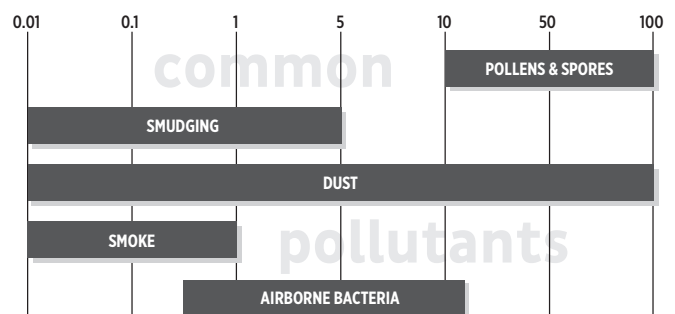 0.01 0.1 1 5 10 50 100
common
POLLENS & SPORES
SMUDGING
DUST
SMOKE
pollutants
AIRBORNE BACTERIA